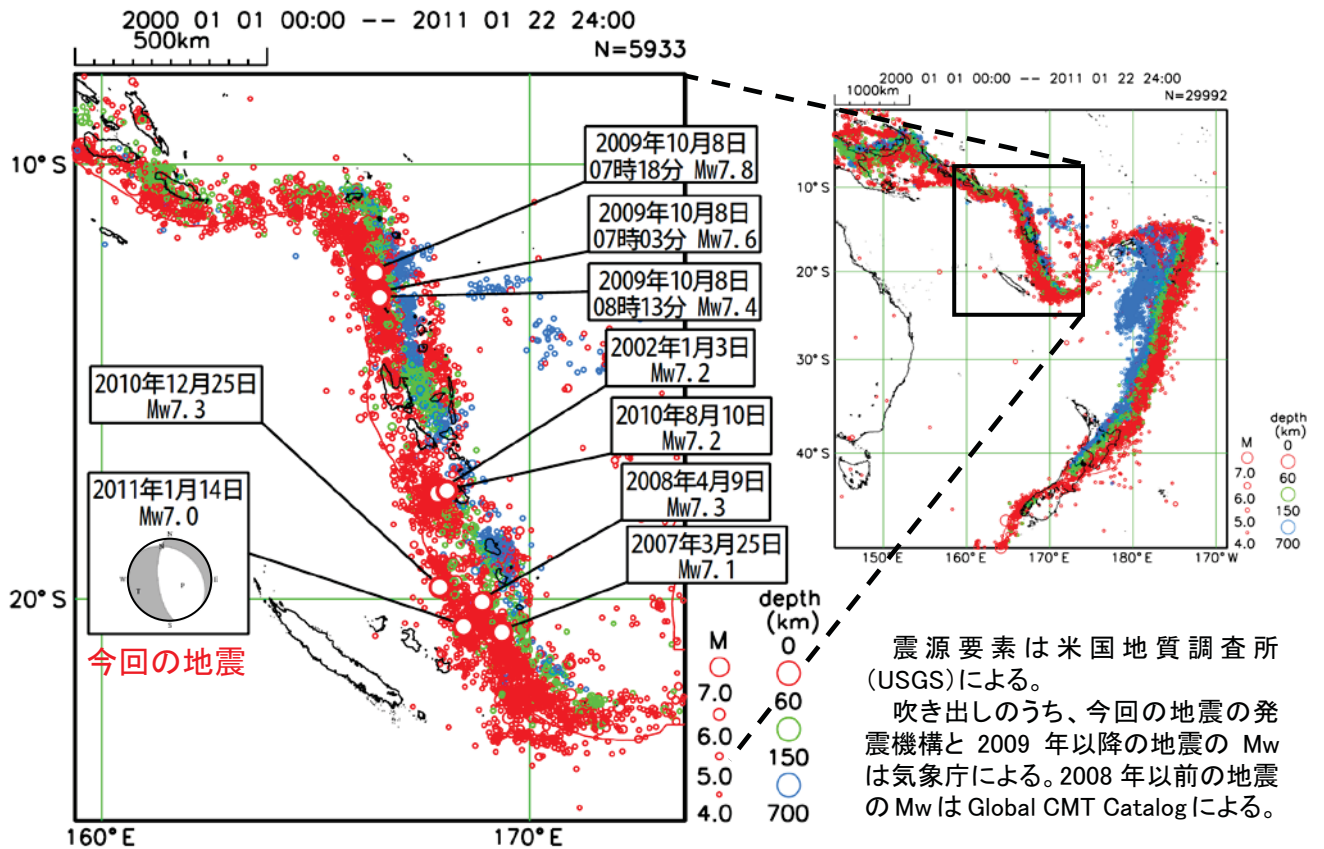 2000 01 01 00:00 -- 2011 01 22 24:00
500km
N=5933
10°S
20°S
160°E
170°E
2009年10月8日
07時18分 Mw7.8
2009年10月8日
07時03分 Mw7.6
2009年10月8日
08時13分 Mw7.4
2002年1月3日
Mw7.2
2010年8月10日
Mw7.2
2008年4月9日
Mw7.3
2007年3月25日
Mw7.1
2010年12月25日
Mw7.3
2011年1月14日
Mw7.0
N
N
W
T
P
E
S
S
今回の地震
M
7.0
6.0
5.0
4.0
depth
(km)
0
60
150
700
2000 01 01 00:00 -- 2011 01 22 24:00
1000km
N=29992
10°S
20°S
30°S
40°S
150°E
160°E
170°E
180°W
170°W
M
7.0
6.0
5.0
4.0
depth
(km)
0
60
150
700
震源要素は米国地質調査所
(USGS)による。
吹き出しのうち、今回の地震の発
震機構と 2009 年以降の地震の Mw
は気象庁による。2008 年以前の地震
の Mw は Global CMT Catalog による。